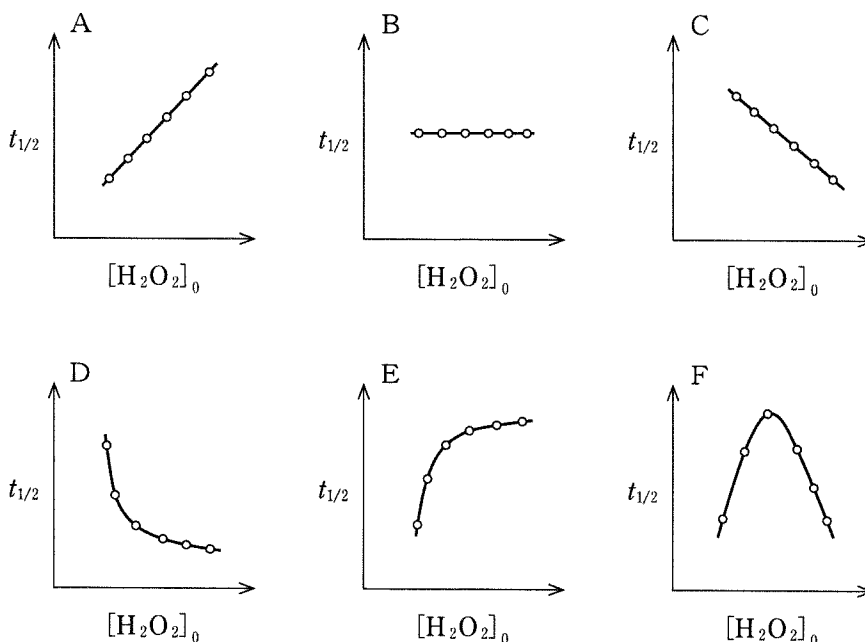 A B C
t1/2 t1/2 t1/2
[H2O2]0 [H2O2]0 [H2O2]0
D E F
t1/2 t1/2 t1/2
[H2O2]0 [H2O2]0 [H2O2]0